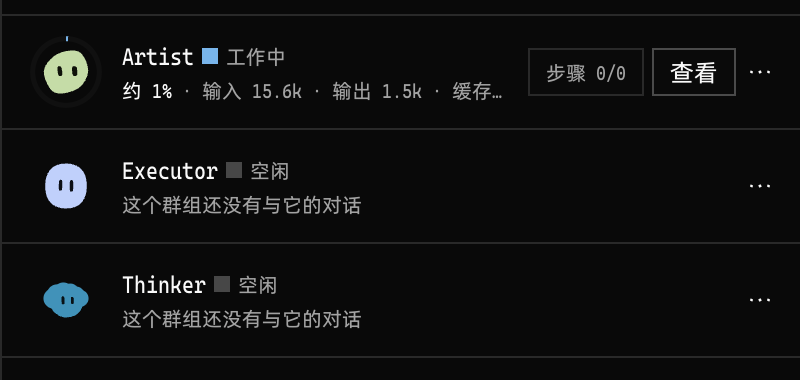 Artist 工作中
约 1% · 输入 15.6k · 输出 1.5k · 缓存…
步骤 0/0
查看
Executor 空闲
这个群组还没有与它的对话
Thinker 空闲
这个群组还没有与它的对话